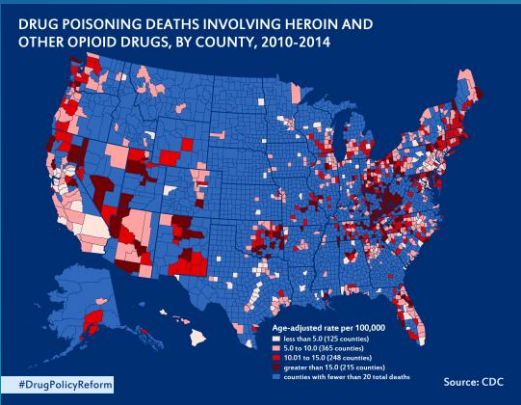 DRUG POISONING DEATHS INVOLVING HEROIN AND
OTHER OPIOID DRUGS, BY COUNTY, 2010-2014
Age-adjusted rate per 100,000
less than 5.0 (125 counties)
5.0 to 10.0 (365 counties)
10.01 to 15.0 (248 counties)
greater than 15.0 (215 counties)
counties with fewer than 20 total deaths
#DrugPolicyReform
Source: CDC